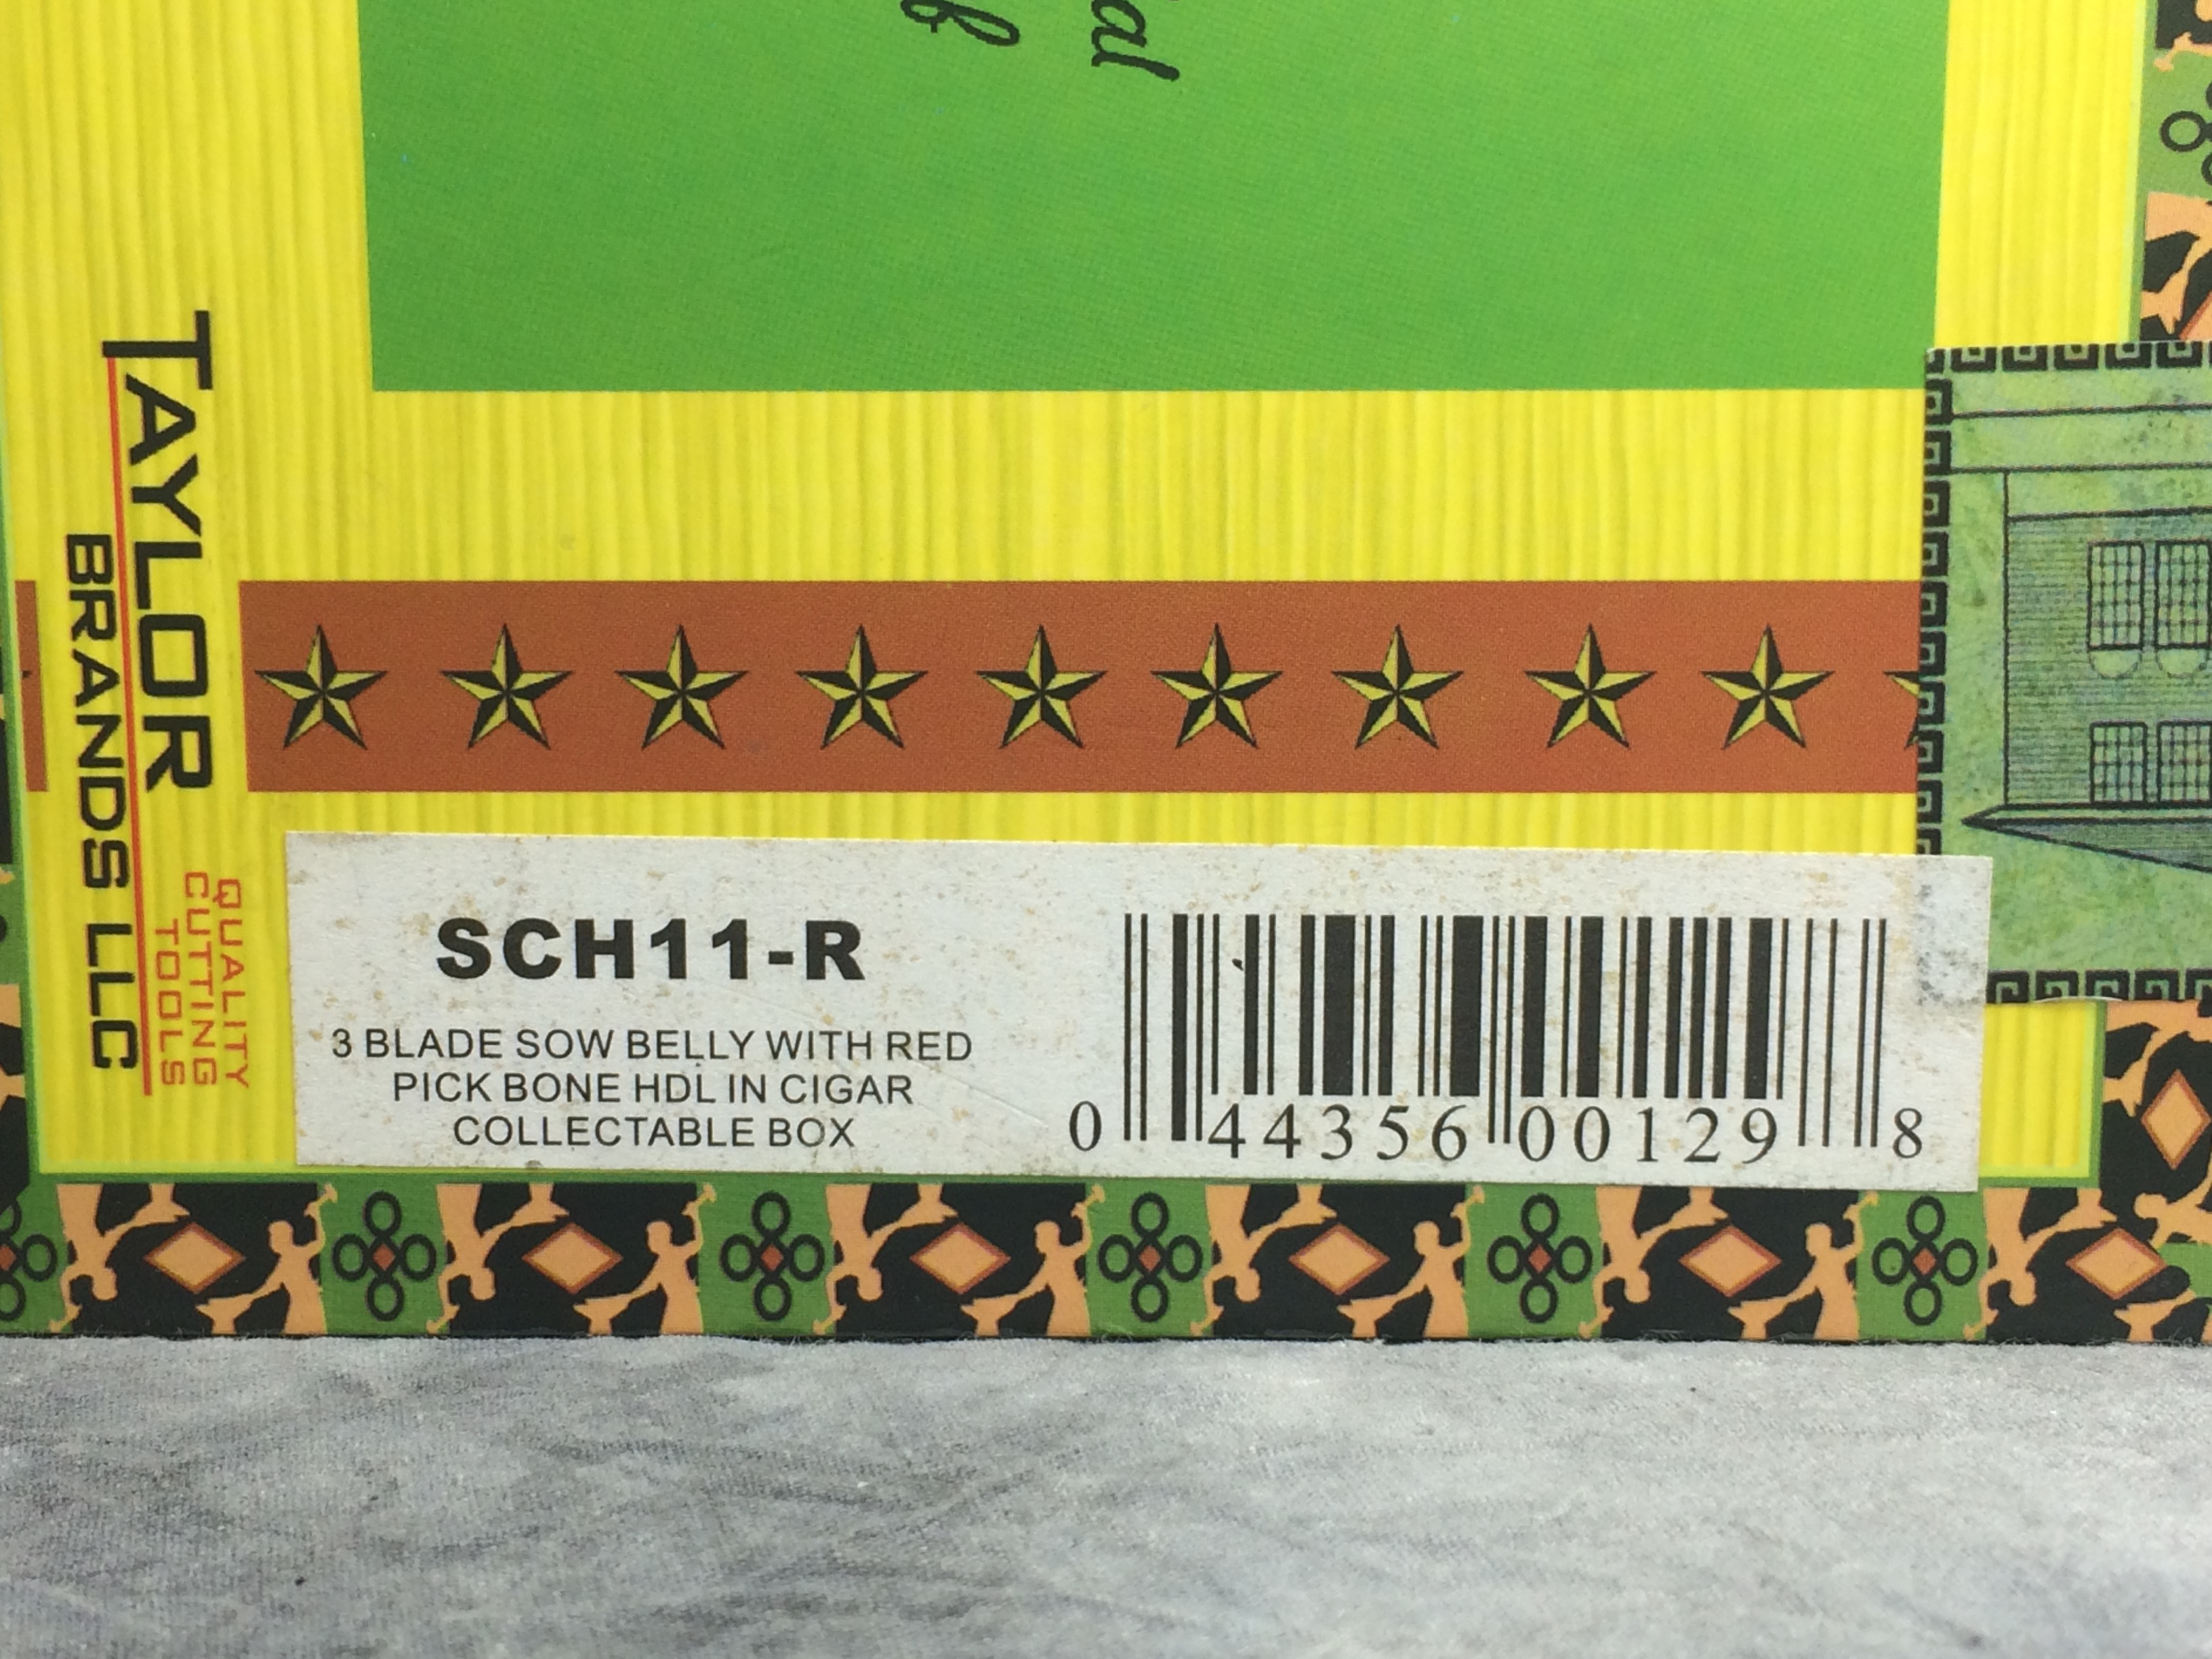 TAYLOR
BRANDS LLC
QUALITY
CUTTING
TOOLS
SCH11-R
3 BLADE SOW BELLY WITH RED
PICK BONE HDL IN CIGAR
COLLECTABLE BOX
0 44356 00129 8